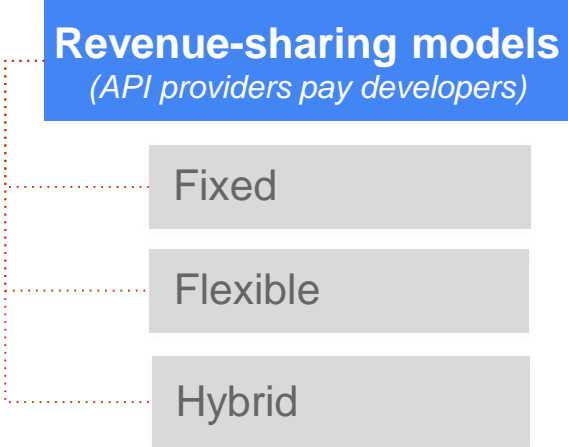 Revenue-sharing models
(API providers pay developers)
Fixed
Flexible
Hybrid